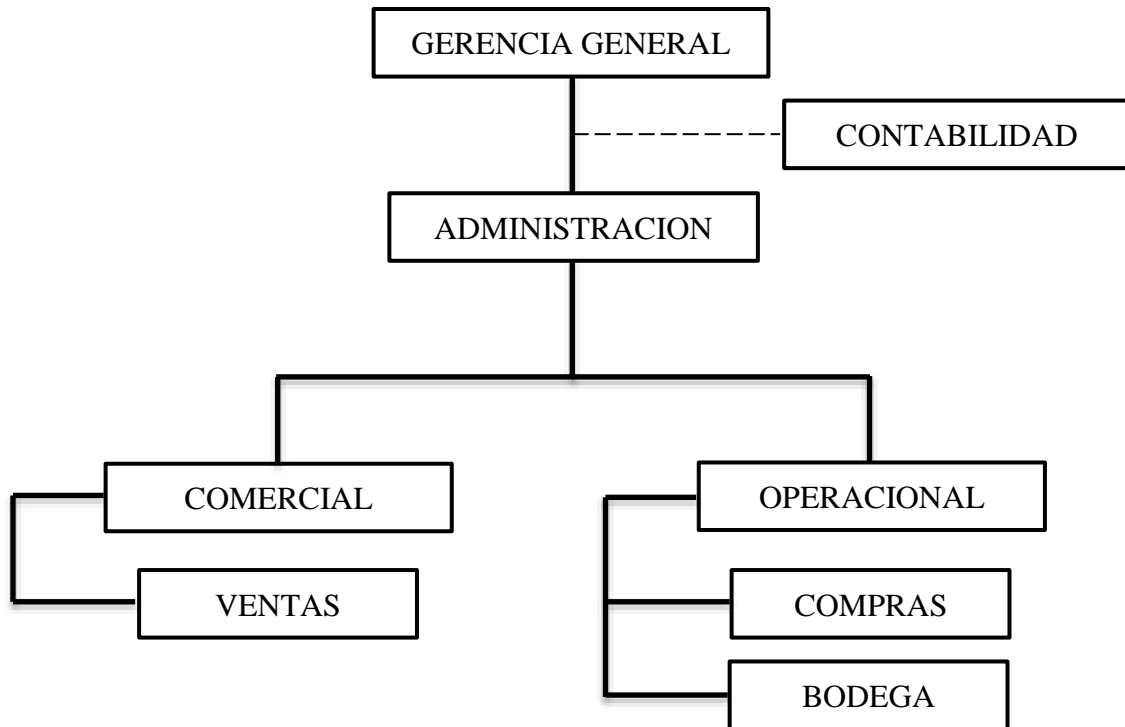 GERENCIA GENERAL
CONTABILIDAD
ADMINISTRACION
COMERCIAL
OPERACIONAL
VENTAS
COMPRAS
BODEGA